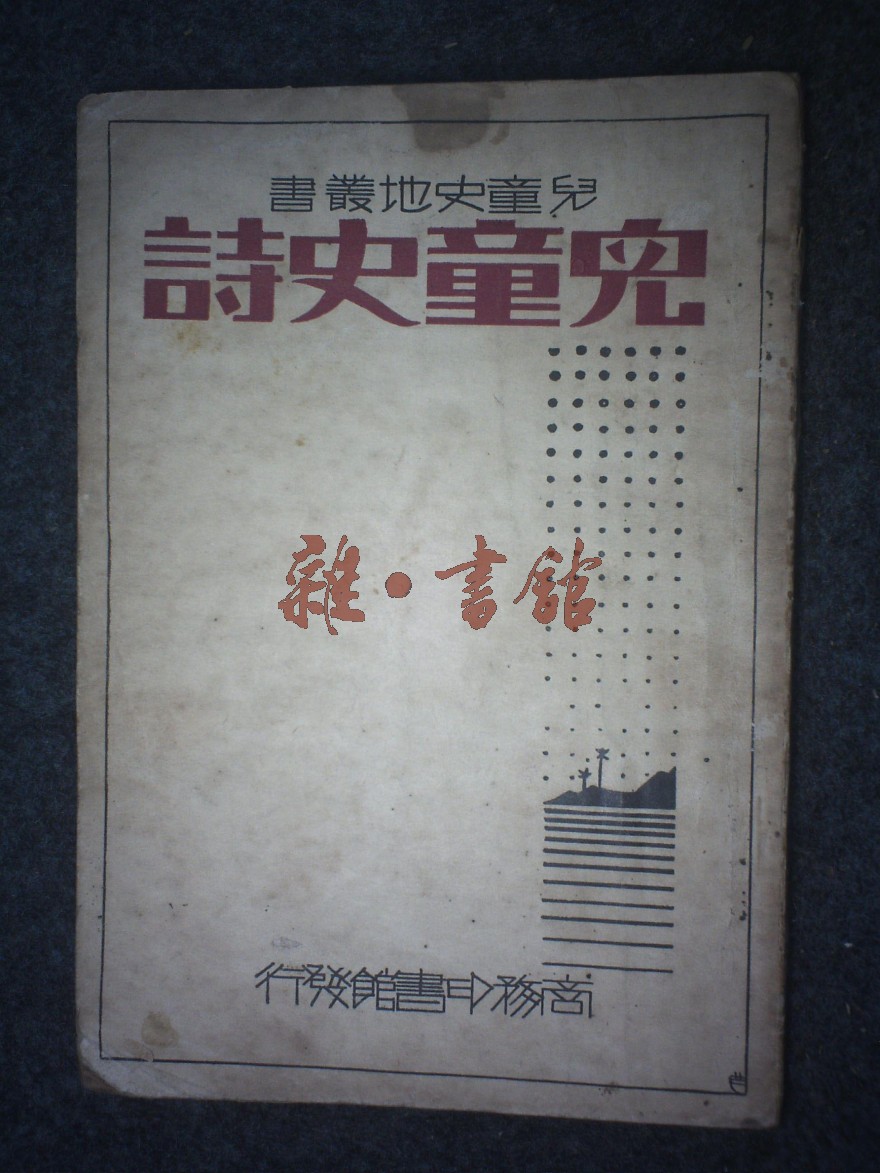 兒童史地叢書
兒童史詩
雜·書館
商務印書館發行